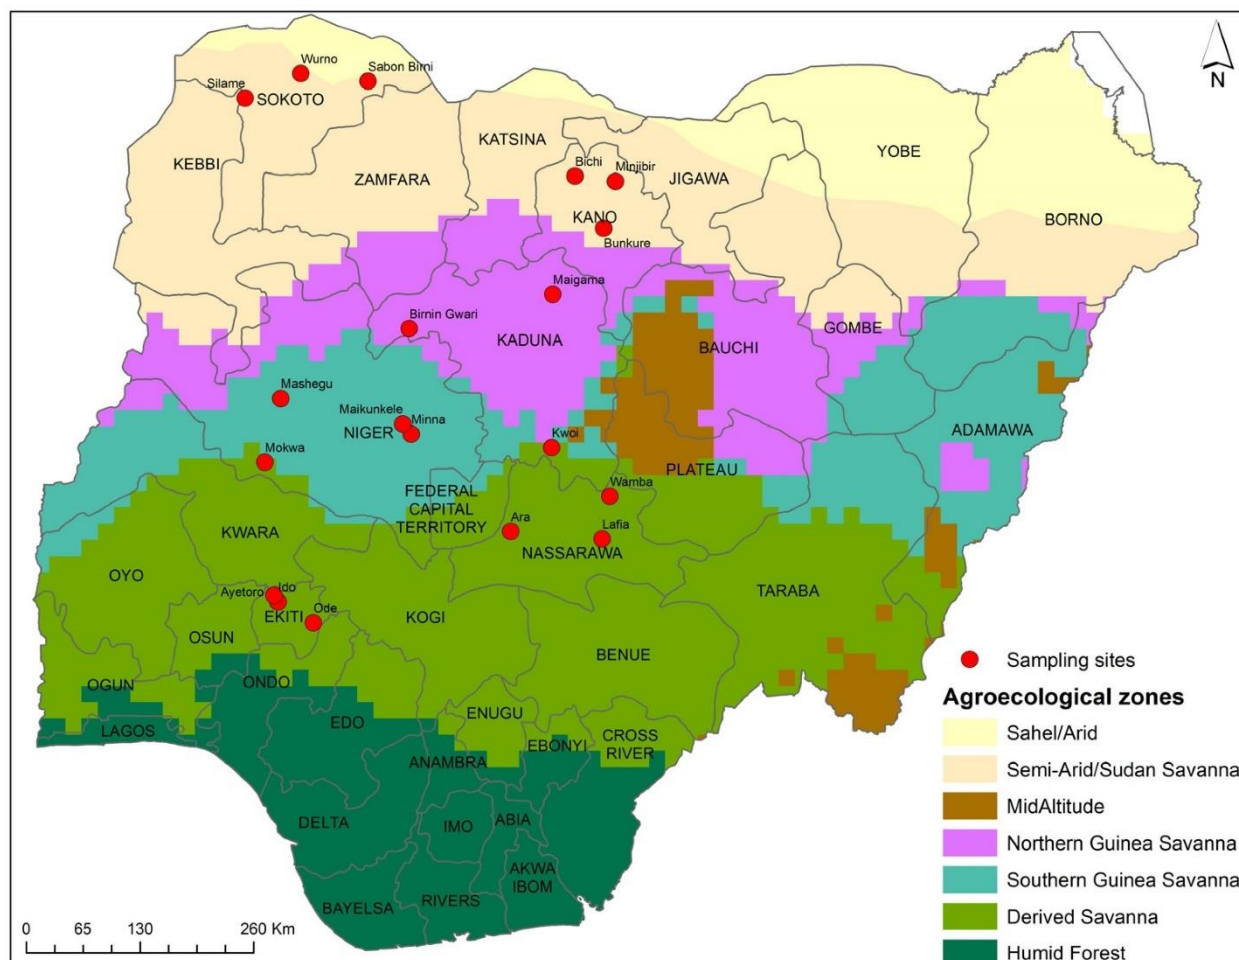 N
Wurno
Sabon Birni
Silame
SOKOTO
KATSINA
YOBE
KEBBI
ZAMFARA
Bichi
Minjibir
JIGAWA
KANO
BORNO
Bunkure
Maigama
Birnin Gwari
KADUNA
GOMBE
BAUCHI
Mashegu
Maikunkele
Minna
NIGER
Kwoi
ADAMAWA
Mokwa
PLATEAU
Wamba
FEDERAL
CAPITAL
TERRITORY
KWARA
Ara
Lafia
NASSARAWA
OYO
TARABA
Ayetoro
Ido
EKITI
Ode
KOGI
OSUN
BENUE
OGUN
ONDO
EDO
ENUGU
LAGOS
EBONYI
CROSS
RIVER
ANAMBRA
DELTA
IMO
ABIA
AKWA
IBOM
BAYELSA
RIVERS
Sampling sites
Agroecological zones
Sahel/Arid
Semi-Arid/Sudan Savanna
MidAltitude
Northern Guinea Savanna
Southern Guinea Savanna
Derived Savanna
Humid Forest
0 65 130 260 Km